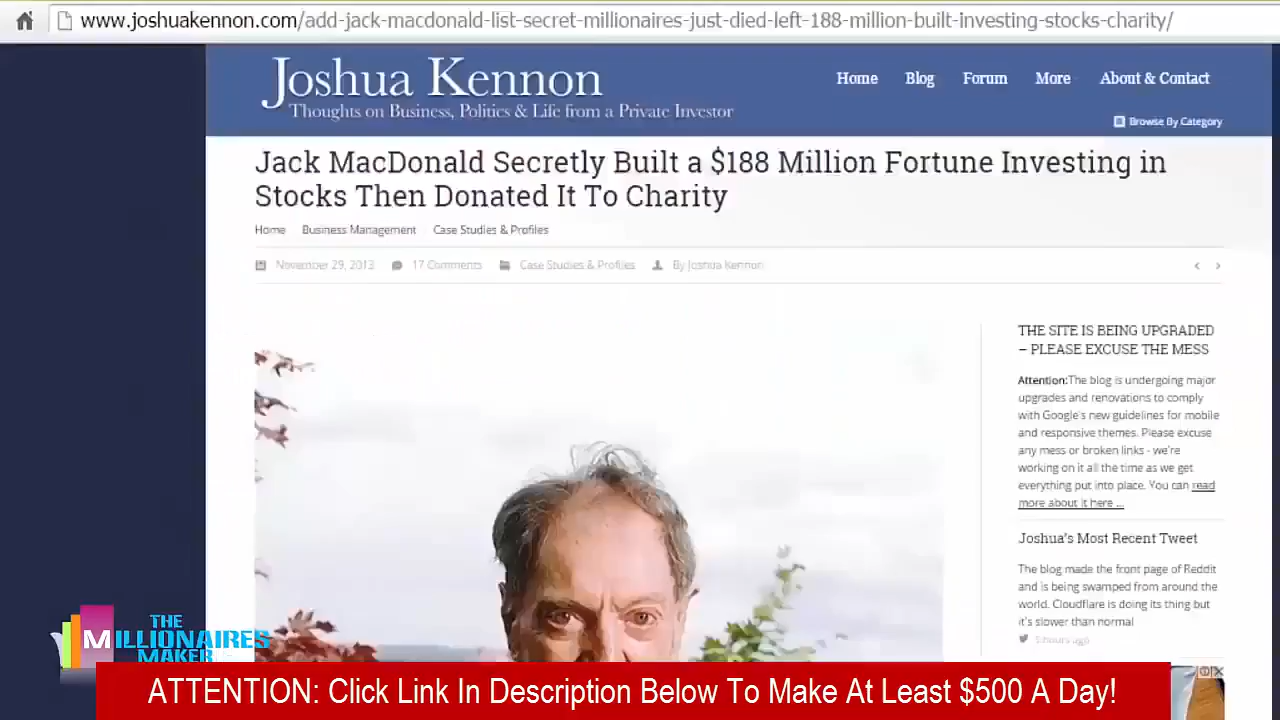 www.joshuakennon.com/add-jack-macdonald-list-secret-millionaires-just-died-left-188-million-built-investing-stocks-charity/
Joshua Kennon
Thoughts on Business, Politics & Life from a Private Investor
Home Blog Forum More About & Contact
Browse By Category
Jack MacDonald Secretly Built a $188 Million Fortune Investing in
Stocks Then Donated It To Charity
Home Business Management Case Studies & Profiles
November 29, 2013 17 Comments Case Studies & Profiles By Joshua Kennon
THE SITE IS BEING UPGRADED
– PLEASE EXCUSE THE MESS
Attention:The blog is undergoing major
upgrades and renovations to comply
with Google's new guidelines for mobile
and responsive themes. Please excuse
any mess or broken links - we're
working on it all the time as we get
everything put into place. You can read
more about it here ...
Joshua's Most Recent Tweet
The blog made the front page of Reddit
and is being swamped from around the
world. Cloudflare is doing its thing but
it's slower than normal
5 hours ago
THE
MILLIONAIRES
MAKER
ATTENTION: Click Link In Description Below To Make At Least $500 A Day!